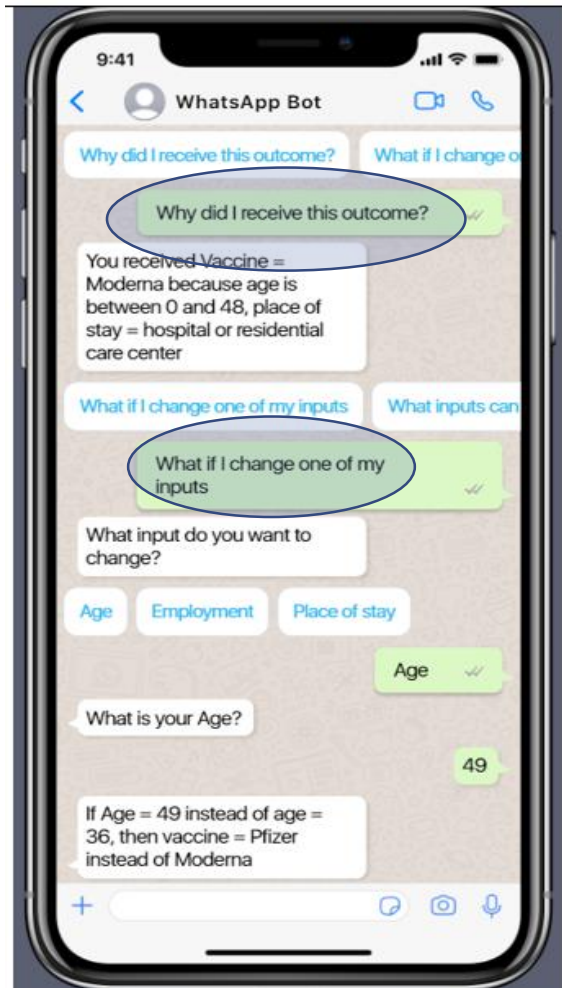 9:41
WhatsApp Bot
Why did I receive this outcome? What if I change o
Why did I receive this outcome?
You received Vaccine =
Moderna because age is
between 0 and 48, place of
stay = hospital or residential
care center
What if I change one of my inputs What inputs can
What if I change one of my
inputs
What input do you want to
change?
Age Employment Place of stay
Age
What is your Age?
49
If Age = 49 instead of age =
36, then vaccine = Pfizer
instead of Moderna